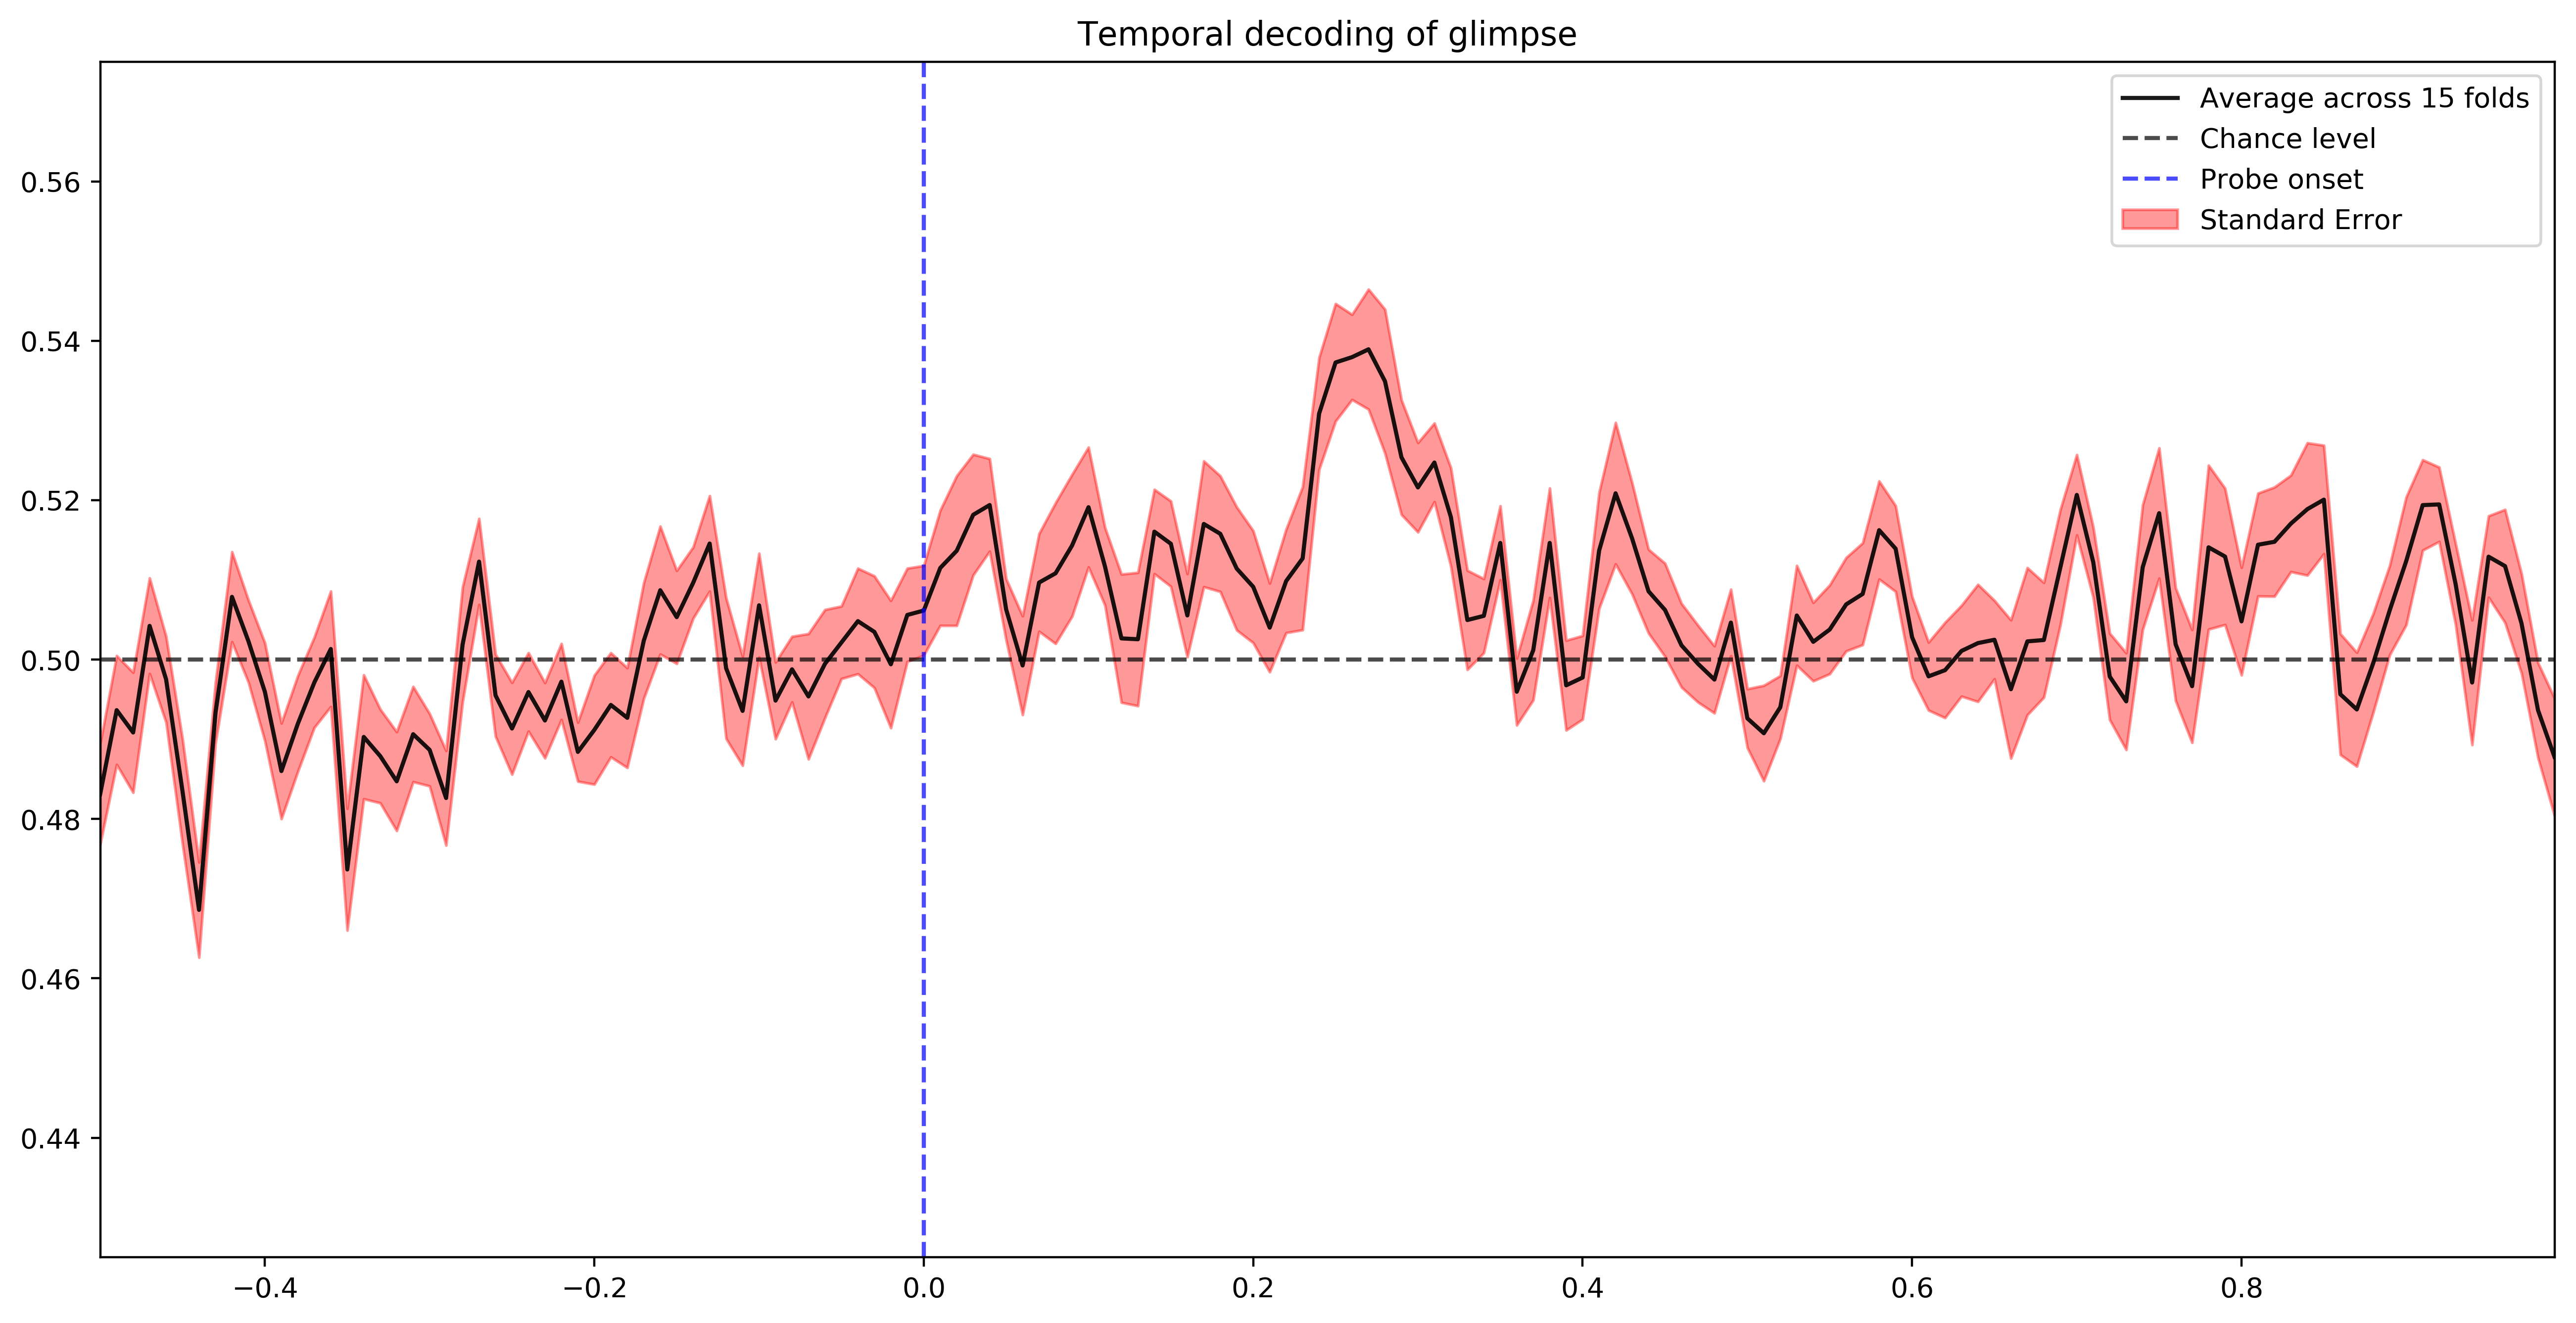 Temporal decoding of glimpse
Average across 15 folds
Chance level
Probe onset
Standard Error
0.56
0.54
0.52
0.50
0.48
0.46
0.44
−0.4
−0.2
0.0
0.2
0.4
0.6
0.8